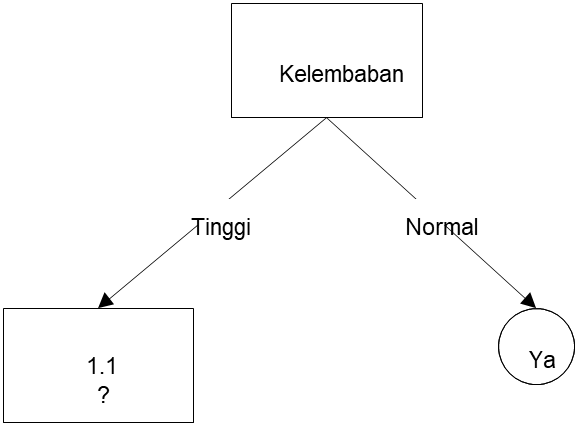 Kelembaban
Tinggi
Normal
1.1
?
Ya